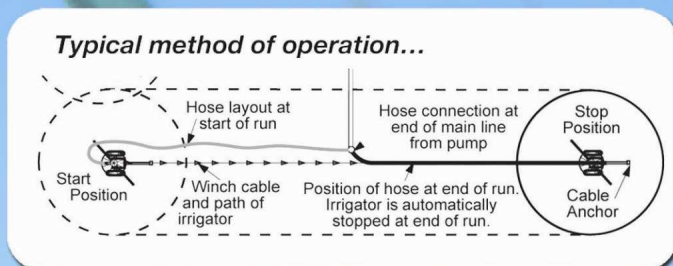 Typical method of operation...
Hose layout at
start of run
Hose connection at
end of main line
from pump
Stop
Position
Start
Position
Winch cable
and path of
irrigator
Position of hose at end of run.
Irrigator is automatically
stopped at end of run.
Cable
Anchor